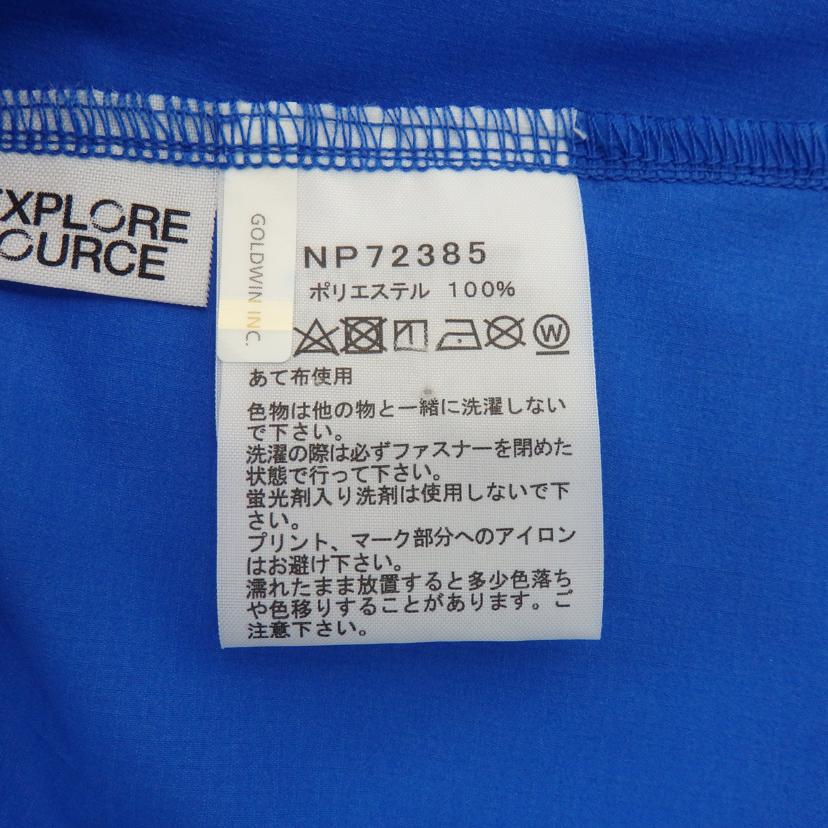 EXPLORE
OURCE
GOLDWIN INC.
NP72385
ポリエステル 100%
W
あて布使用
色物は他の物と一緒に洗濯しない
で下さい。
洗濯の際は必ずファスナーを閉めた
状態で行って下さい。
蛍光剤入り洗剤は使用しないで下
さい。
プリント、マーク部分へのアイロン
はお避け下さい。
濡れたまま放置すると多少色落ち
や色移りすることがあります。ご
注意下さい。